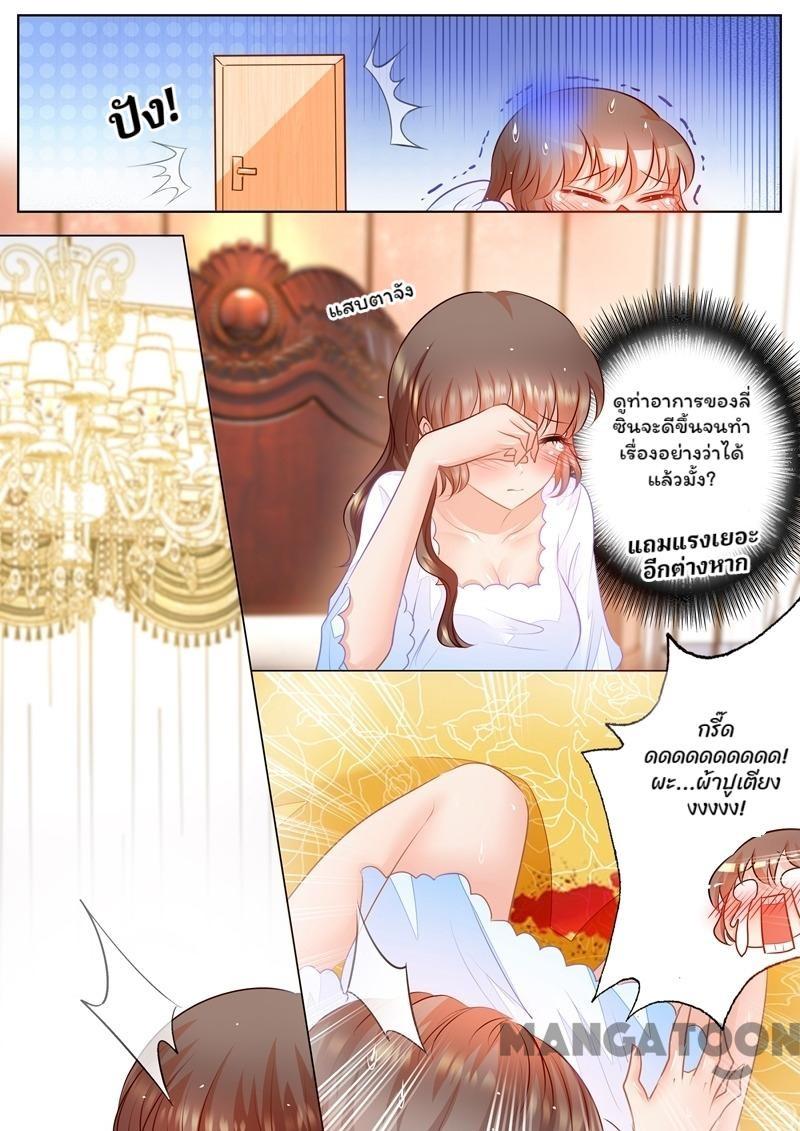 ปัง!
แสบตาจัง
ดูท่าอาการของลี่
ซินจะดีขึ้นจนทำ
เรื่องอย่างว่าได้
แล้วมั้ง?
แถมแรงเยอะ
อีกต่างหาก
กรี๊ด
ดดดดดดดดดด!
ผะ...ผ้าปูเตียง
งงงงง!
MANGATOON